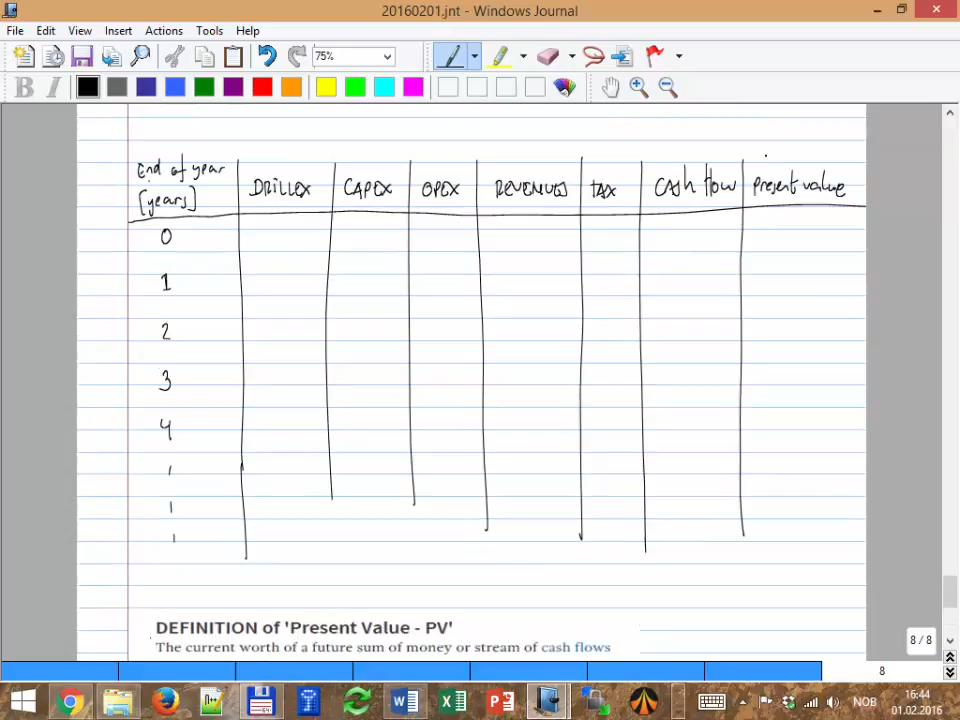 20160201.jnt - Windows Journal
File Edit View Insert Actions Tools Help
75%
B I
End of year [years] DRILLEX CAPEX OPEX REVENUES TAX Cash flow Present value
0
1
2
3
4
DEFINITION of 'Present Value - PV'
The current worth of a future sum of money or stream of cash flows
8 / 8
8
NOB
16:44
01.02.2016